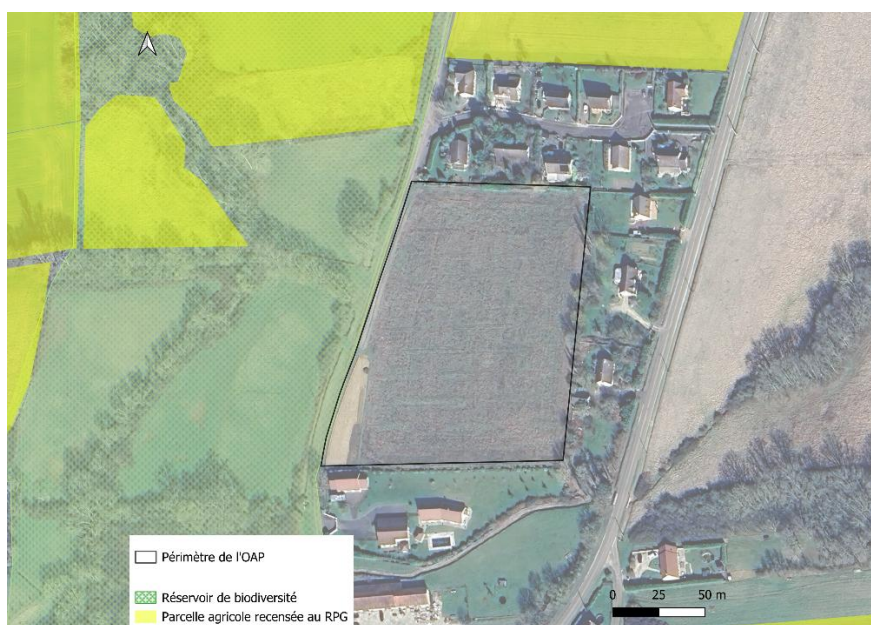 Périmètre de l'OAP
Réservoir de biodiversité
Parcelle agricole recensée au RPG
0 25 50 m